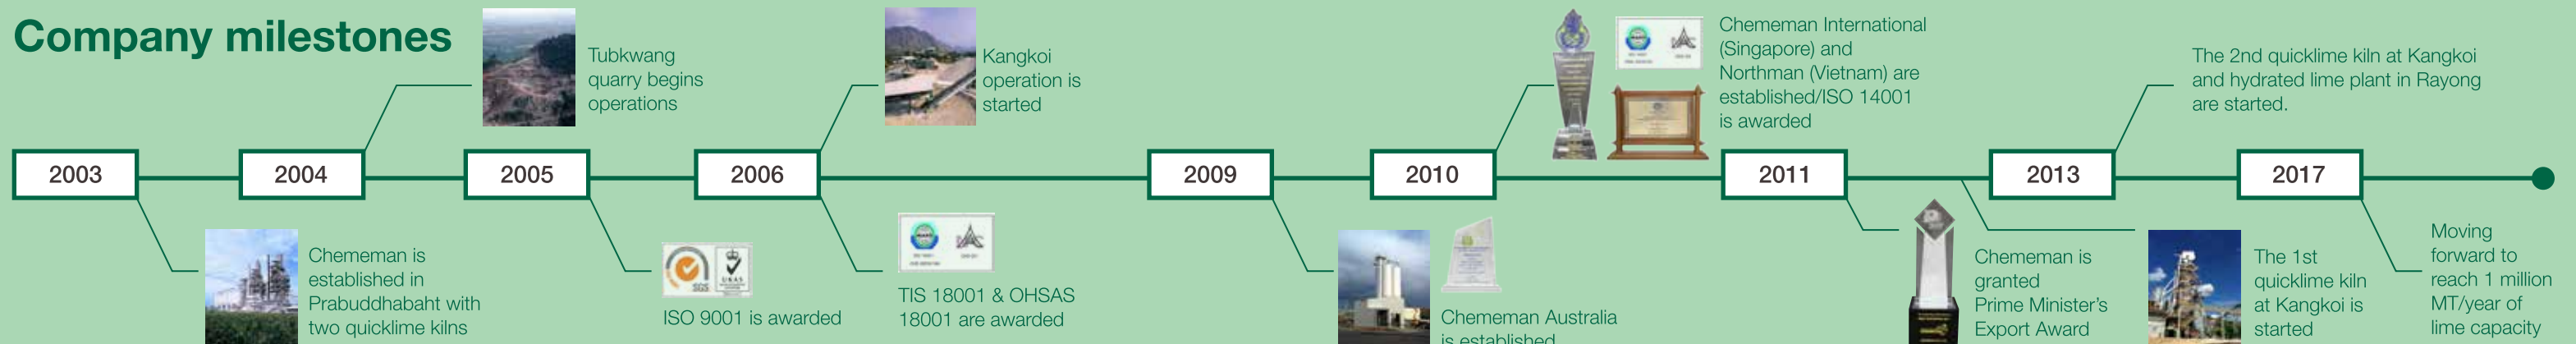 Company milestones
Tubkwang
quarry begins
operations
Kangkoi
operation is
started
Chememan International
(Singapore) and
Northman (Vietnam) are
established/ISO 14001
is awarded
The 2nd quicklime kiln at Kangkoi
and hydrated lime plant in Rayong
are started.
2003
2004
2005
2006
2009
2010
2011
2013
2017
Chememan is
established in
Prabuddhabaht with
two quicklime kilns
SGS
UKAS
ISO 9001 is awarded
TIS 18001 & OHSAS
18001 are awarded
Chememan Australia
is established
Chememan is
granted
Prime Minister's
Export Award
The 1st
quicklime kiln
at Kangkoi is
started
Moving
forward to
reach 1 million
MT/year of
lime capacity